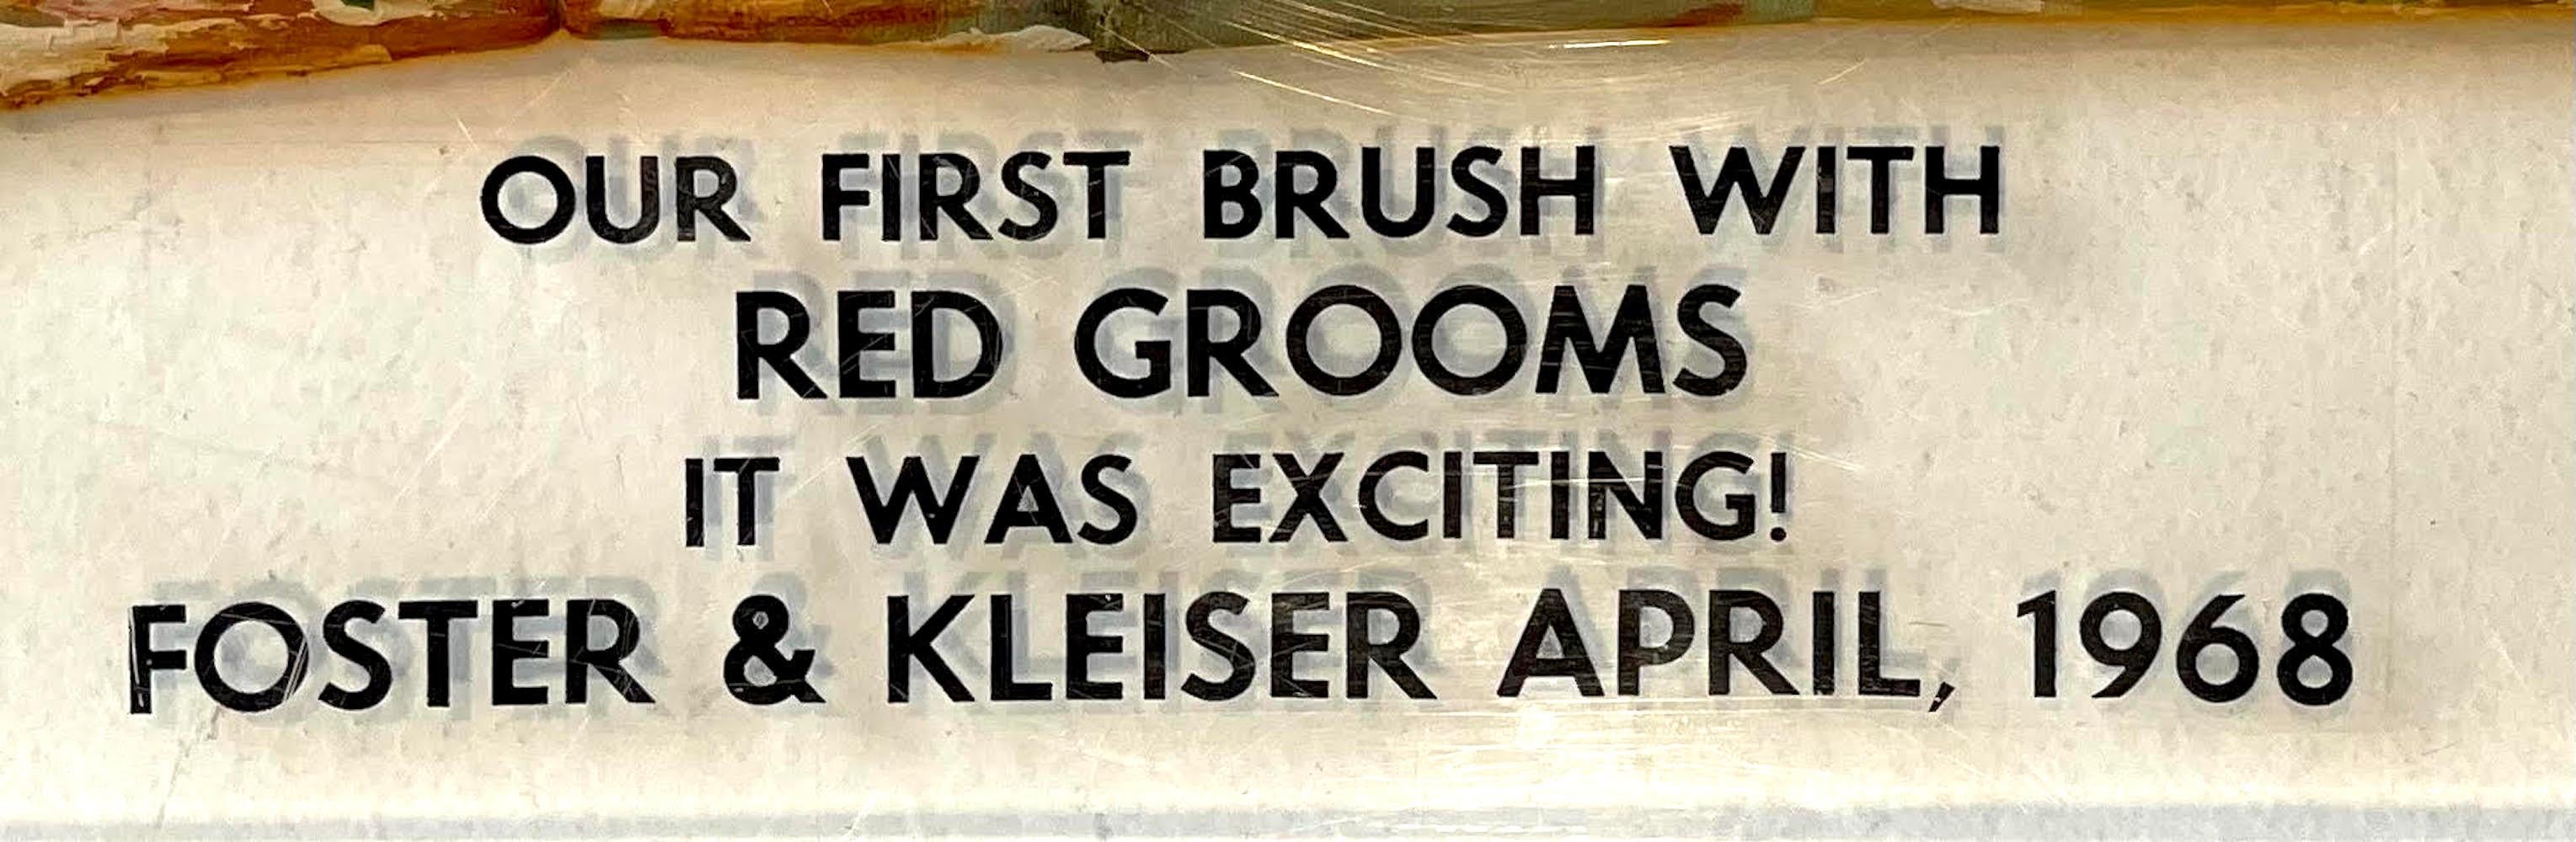 OUR FIRST BRUSH WITH
RED GROOMS
IT WAS EXCITING!
FOSTER & KLEISER APRIL, 1968